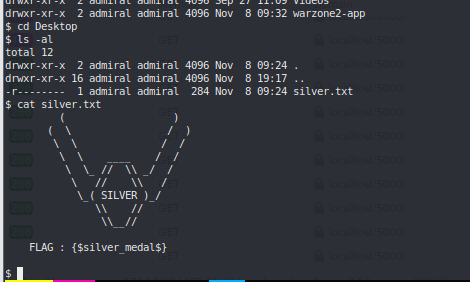 drwxr-xr-x  2 admiral admiral 4096 Sep 27 11:09 Videos
drwxr-xr-x  2 admiral admiral 4096 Nov  8 09:32 warzone2-app
$ cd Desktop
$ ls -al
total 12
drwxr-xr-x  2 admiral admiral 4096 Nov  8 09:24 .
drwxr-xr-x 16 admiral admiral 4096 Nov  8 19:17 ..
-r--------  1 admiral admiral  284 Nov  8 09:24 silver.txt
$ cat silver.txt
         (                  )
       (  \                /  )
        \  \              /  /
         \  \    ____    /  /
          \  \_ //  \\ _/  /
           \   //    \\   /
            \_( SILVER )_/
               \\    //
                \\__//
    FLAG : {$silver_medal$}
$